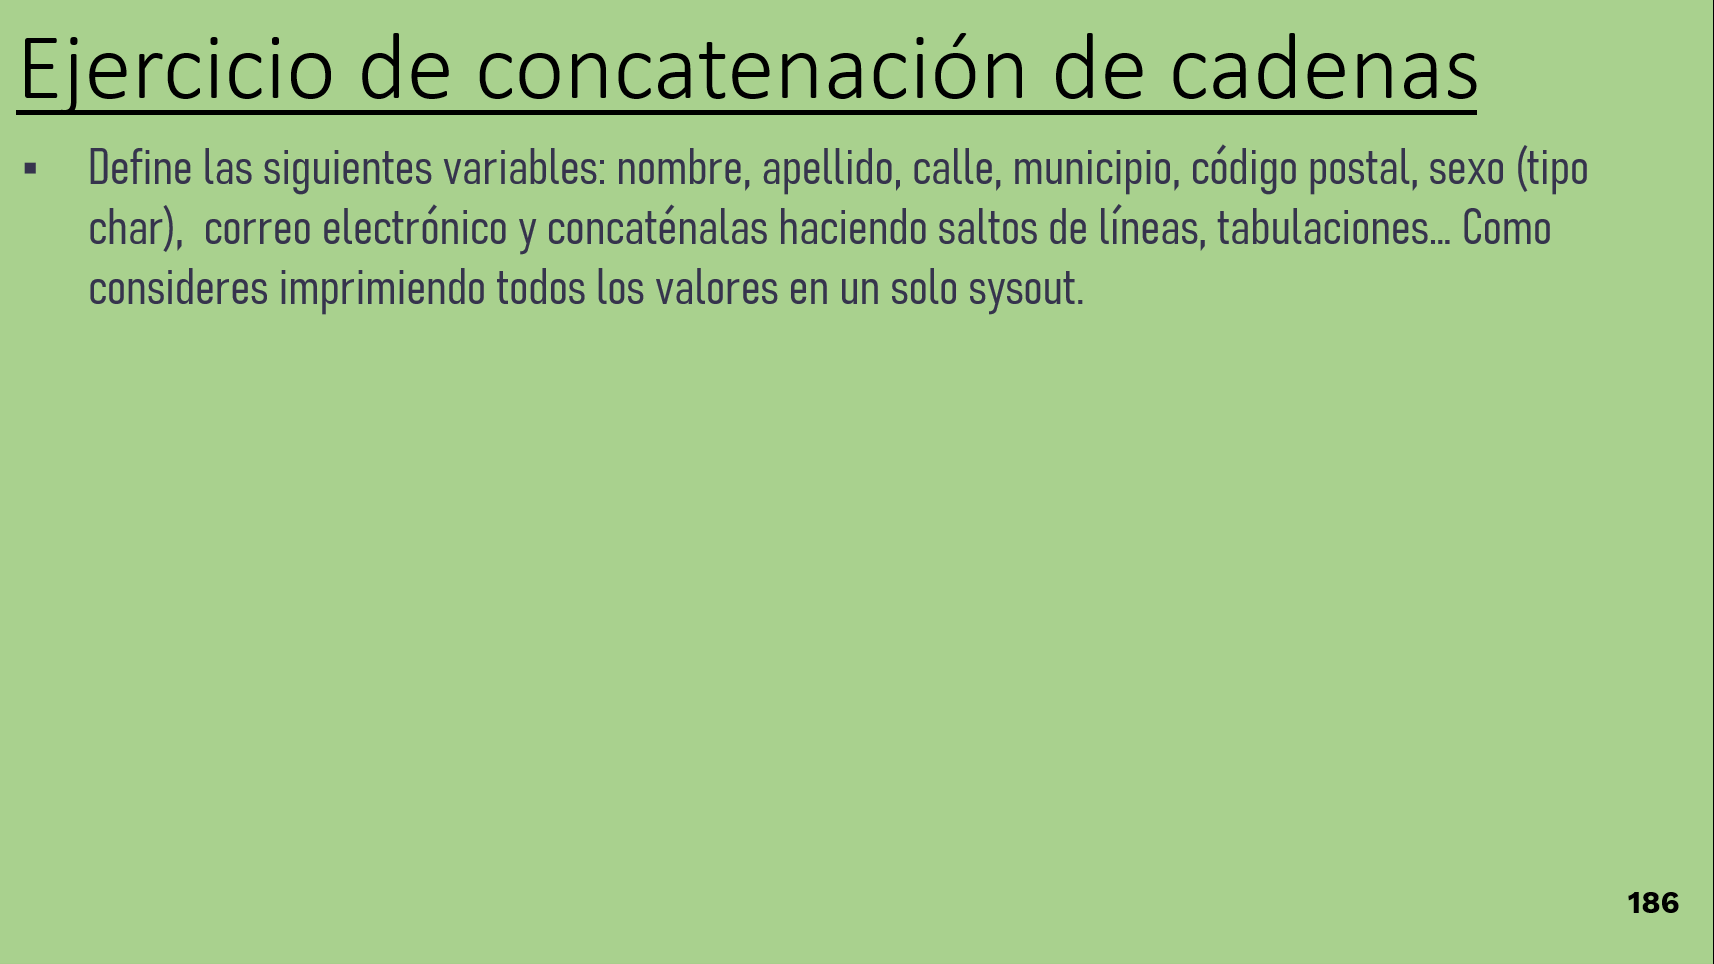 Ejercicio de concatenación de cadenas
▪ Define las siguientes variables: nombre, apellido, calle, municipio, código postal, sexo (tipo
char),  correo electrónico y concaténalas haciendo saltos de líneas, tabulaciones… Como
consideres imprimiendo todos los valores en un solo sysout.
186